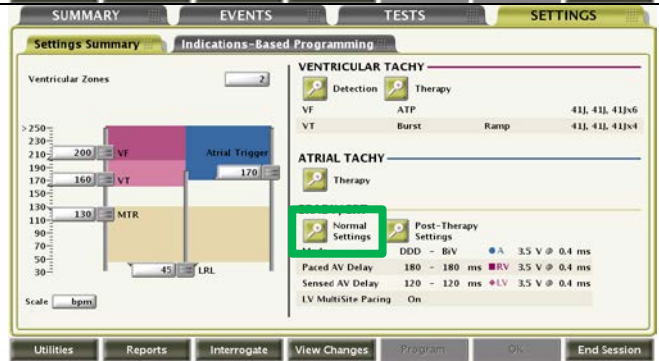 SUMMARY EVENTS TESTS SETTINGS
Settings Summary Indications-Based Programming
Ventricular Zones 2
>250
230
210
190
170
150
130
110
90
70
50
30
200 VF
160 VT
130 MTR
45 LRL
Atrial Trigger
170
Scale bpm
VENTRICULAR TACHY
Detection Therapy
VF ATP 41J, 41J, 41Jx6
VT Burst Ramp 41J, 41J, 41Jx4
ATRIAL TACHY
Therapy
Normal Settings
Post-Therapy Settings
DDD - BiV A 3.5 V @ 0.4 ms
Paced AV Delay 180 - 180 ms RV 3.5 V @ 0.4 ms
Sensed AV Delay 120 - 120 ms LV 3.5 V @ 0.4 ms
LV MultiSite Pacing On
Utilities Reports Interrogate View Changes Program OK End Session